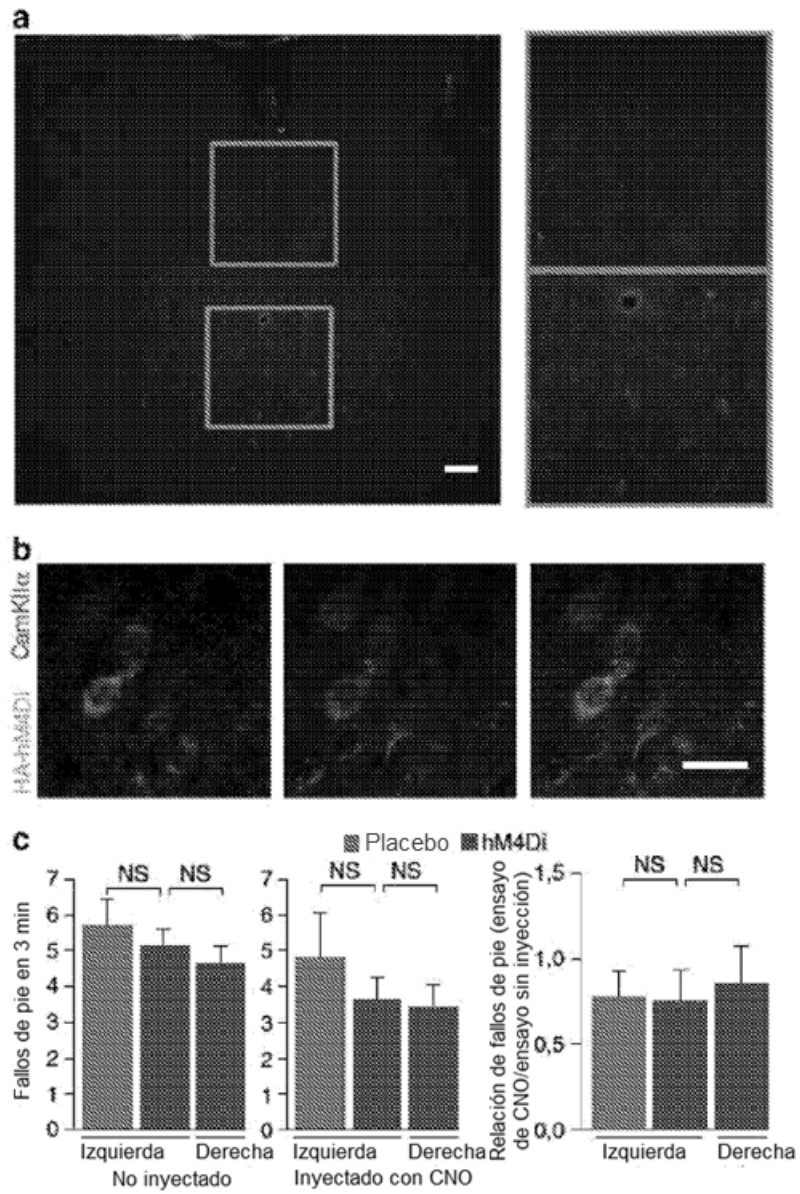 a
b
CamKIIα
HA-hM4Di
c
Placebo hM4Di
Fallos de pie en 3 min
7
6
5
4
3
2
1
0
NS NS
Izquierda Derecha
No inyectado
7
6
5
4
3
2
1
0
NS NS
Izquierda Derecha
Inyectado con CNO
Relación de fallos de pie (ensayo
de CNO/ensayo sin inyección)
1,5
1,0
0,5
0,0
NS NS
Izquierda Derecha